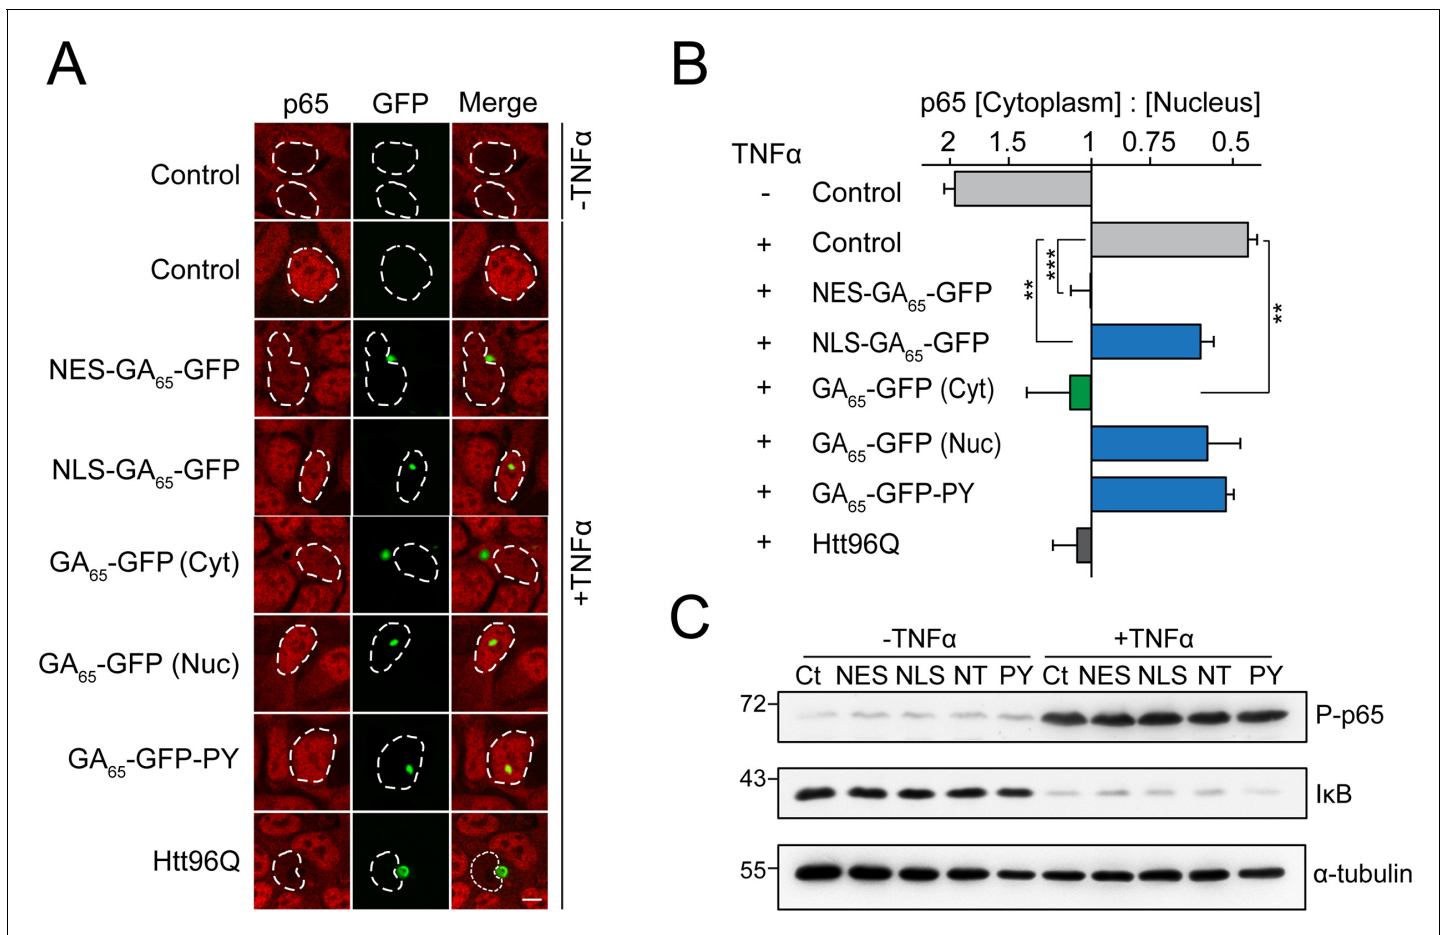 A
p65 GFP Merge
Control
-TNFα
Control
NES-GA65-GFP
NLS-GA65-GFP
GA65-GFP (Cyt)
+TNFα
GA65-GFP (Nuc)
GA65-GFP-PY
Htt96Q
B
p65 [Cytoplasm] : [Nucleus]
2 1.5 1 0.75 0.5
TNFα
- Control
+ Control
+ NES-GA65-GFP
+ NLS-GA65-GFP
+ GA65-GFP (Cyt)
+ GA65-GFP (Nuc)
+ GA65-GFP-PY
+ Htt96Q
**
***
**
C
-TNFα +TNFα
Ct NES NLS NT PY Ct NES NLS NT PY
72 P-p65
43 IκB
55 α-tubulin